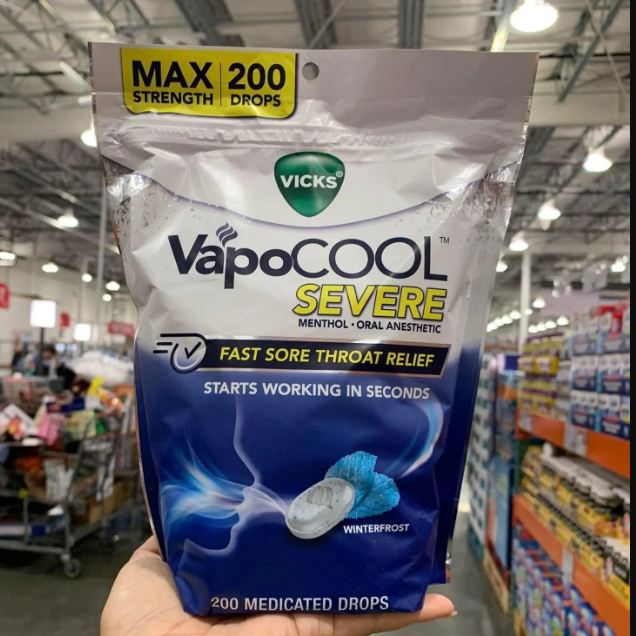 MAX STRENGTH
200 DROPS
VICKS®
VapoCOOL™
SEVERE
MENTHOL • ORAL ANESTHETIC
FAST SORE THROAT RELIEF
STARTS WORKING IN SECONDS
WINTERFROST
200 MEDICATED DROPS